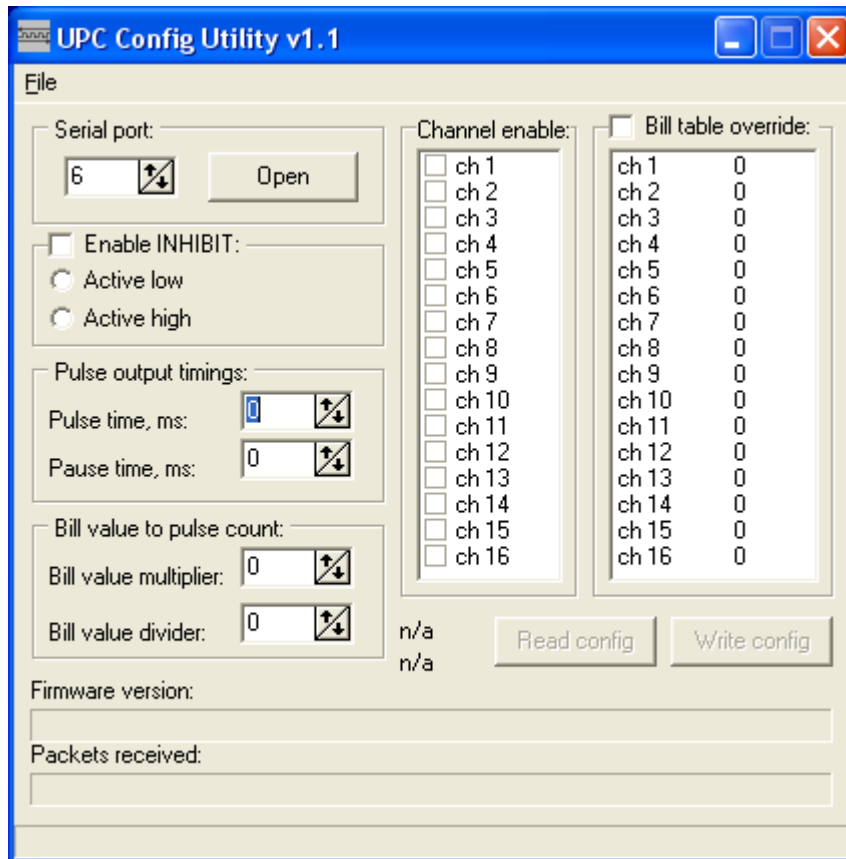 UPC Config Utility v1.1
File
Serial port:
6
Open
Enable INHIBIT:
Active low
Active high
Pulse output timings:
Pulse time, ms: 0
Pause time, ms: 0
Bill value to pulse count:
Bill value multiplier: 0
Bill value divider: 0
Channel enable:
ch 1
ch 2
ch 3
ch 4
ch 5
ch 6
ch 7
ch 8
ch 9
ch 10
ch 11
ch 12
ch 13
ch 14
ch 15
ch 16
Bill table override:
ch 1 0
ch 2 0
ch 3 0
ch 4 0
ch 5 0
ch 6 0
ch 7 0
ch 8 0
ch 9 0
ch 10 0
ch 11 0
ch 12 0
ch 13 0
ch 14 0
ch 15 0
ch 16 0
n/a
n/a
Read config
Write config
Firmware version:
Packets received: